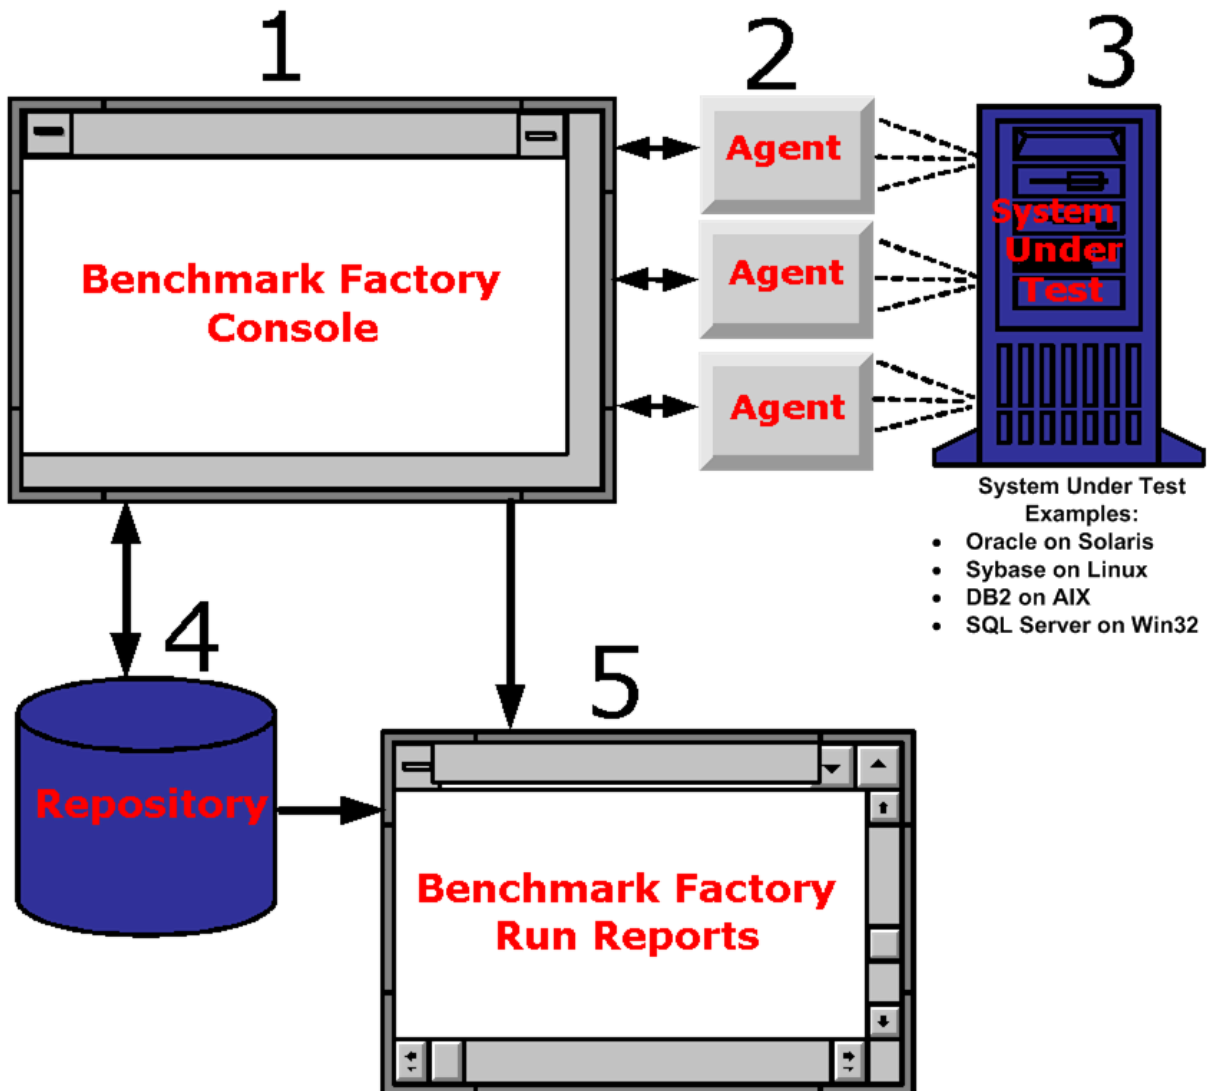 1
2
3
Benchmark Factory
Console
Agent
Agent
Agent
System
Under
Test
System Under Test
Examples:
• Oracle on Solaris
• Sybase on Linux
• DB2 on AIX
• SQL Server on Win32
4
5
Repository
Benchmark Factory
Run Reports